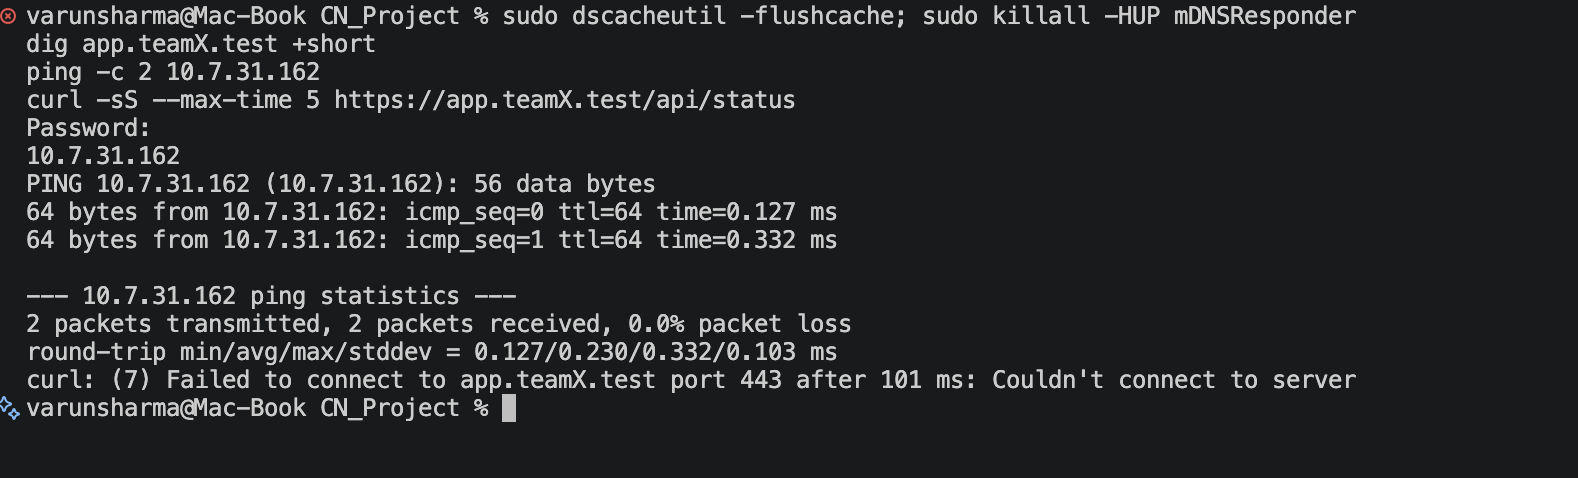 varunsharma@Mac-Book CN_Project % sudo dscacheutil -flushcache; sudo killall -HUP mDNSResponder
dig app.teamX.test +short
ping -c 2 10.7.31.162
curl -sS --max-time 5 https://app.teamX.test/api/status
Password:
10.7.31.162
PING 10.7.31.162 (10.7.31.162): 56 data bytes
64 bytes from 10.7.31.162: icmp_seq=0 ttl=64 time=0.127 ms
64 bytes from 10.7.31.162: icmp_seq=1 ttl=64 time=0.332 ms
--- 10.7.31.162 ping statistics ---
2 packets transmitted, 2 packets received, 0.0% packet loss
round-trip min/avg/max/stddev = 0.127/0.230/0.332/0.103 ms
curl: (7) Failed to connect to app.teamX.test port 443 after 101 ms: Couldn't connect to server
varunsharma@Mac-Book CN_Project %